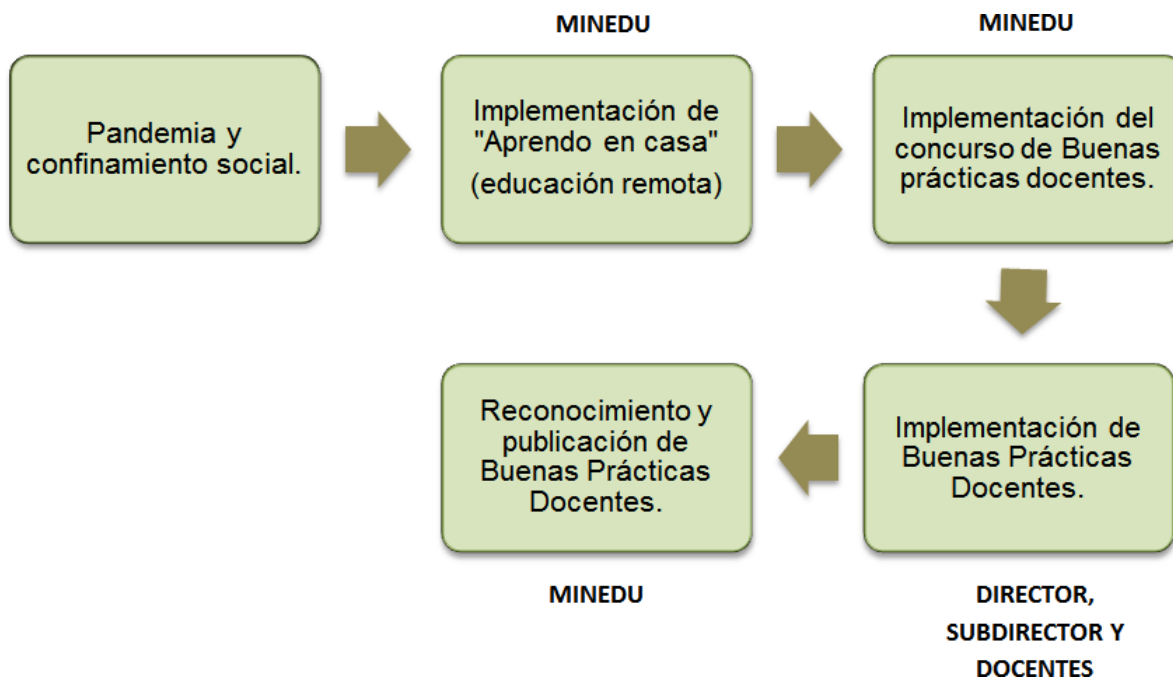 MINEDU
MINEDU
Pandemia y
confinamiento social.
Implementación de
"Aprendo en casa"
(educación remota)
Implementación del
concurso de Buenas
prácticas docentes.
Implementación de
Buenas Prácticas
Docentes.
DIRECTOR,
SUBDIRECTOR Y
DOCENTES
Reconocimiento y
publicación de
Buenas Prácticas
Docentes.
MINEDU